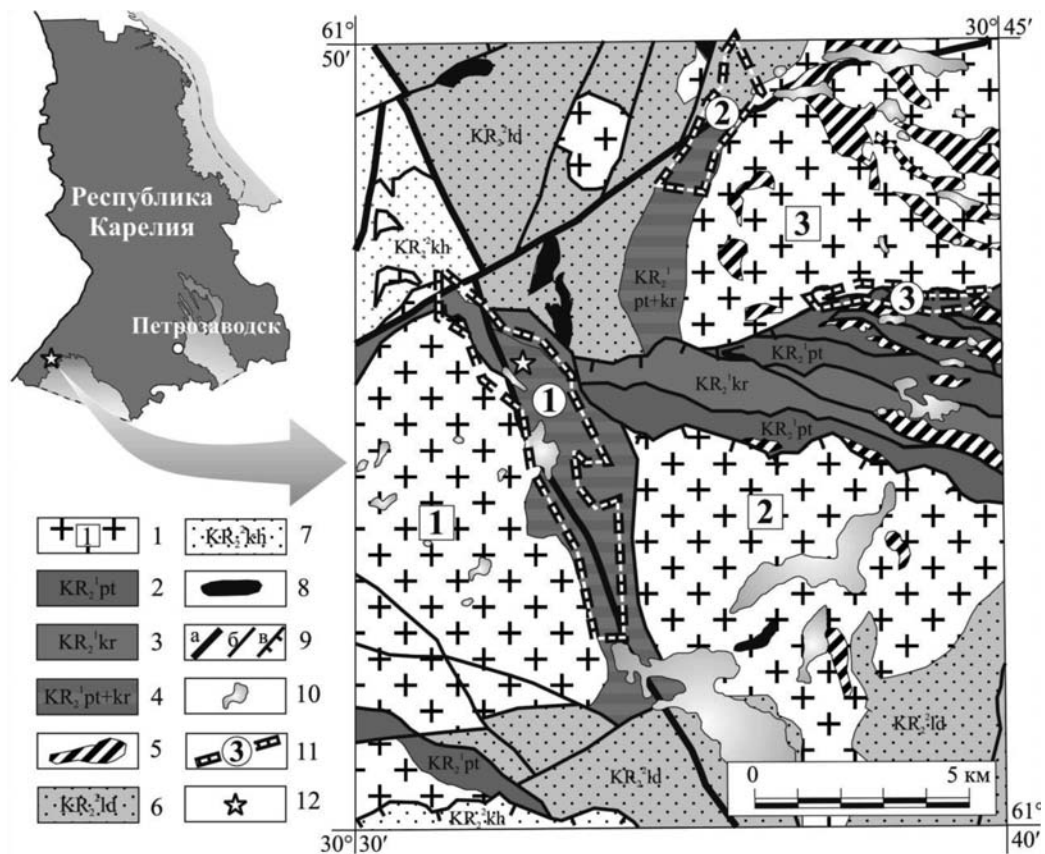 Республика
Карелия
Петрозаводск
61°
50′
30° 45′
KR₂²ld
KR₂²kh
KR₂¹
pt+kr
2
3
3
KR₂¹pt
KR₂¹kr
KR₂¹pt
1
1
2
KR₂¹pt
KR₂²ld
KR₂²ld
KR₂²kh
0 5 км
30° 30′
61°
40′
1 1
KR₂¹pt 2
KR₂¹kr 3
KR₂¹pt+kr 4
5
KR₂²ld 6
KR₂²kh 7
8
а б в 9
10
3 11
12